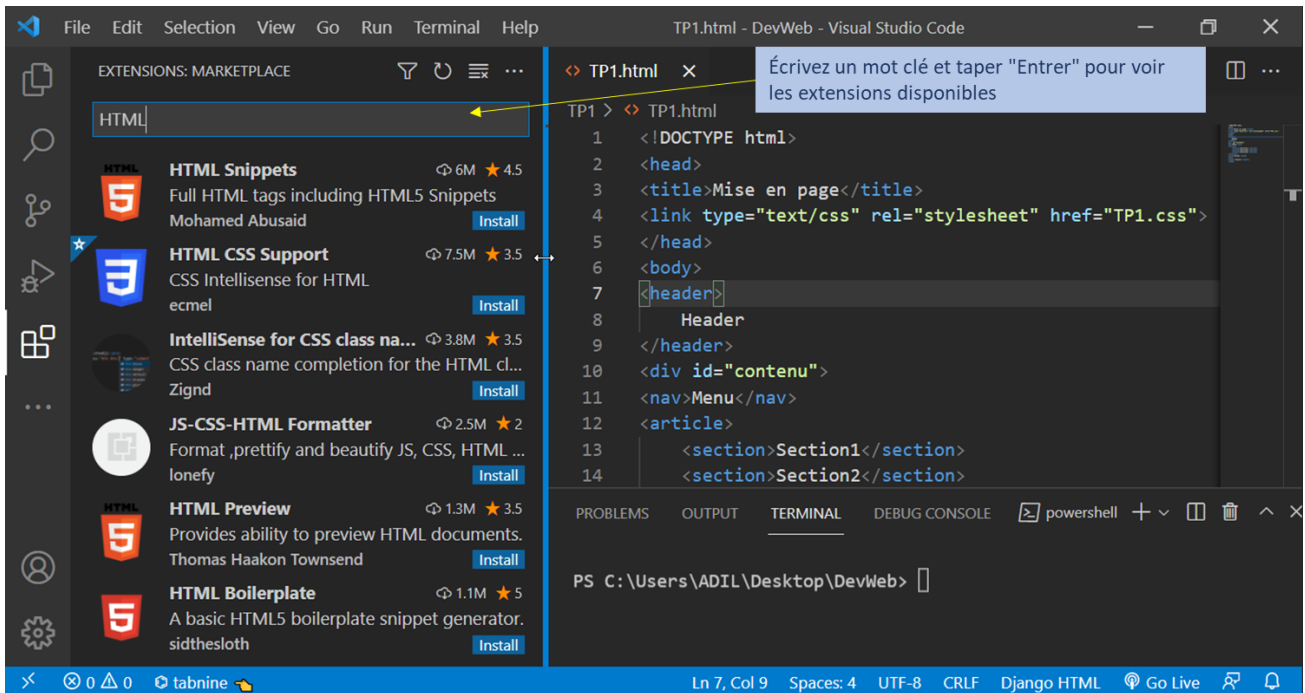 File Edit Selection View Go Run Terminal Help TP1.html - DevWeb - Visual Studio Code
EXTENSIONS: MARKETPLACE
HTML
HTML Snippets 6M 4.5
Full HTML tags including HTML5 Snippets
Mohamed Abusaid Install
HTML CSS Support 7.5M 3.5
CSS Intellisense for HTML
ecmel Install
IntelliSense for CSS class na... 3.8M 3.5
CSS class name completion for the HTML cl...
Zignd Install
JS-CSS-HTML Formatter 2.5M 2
Format ,prettify and beautify JS, CSS, HTML ...
lonefy Install
HTML Preview 1.3M 3.5
Provides ability to preview HTML documents.
Thomas Haakon Townsend Install
HTML Boilerplate 1.1M 5
A basic HTML5 boilerplate snippet generator.
sidthesloth Install
TP1.html
Écrivez un mot clé et taper "Entrer" pour voir
les extensions disponibles
TP1 > TP1.html
1 <!DOCTYPE html>
2 <head>
3 <title>Mise en page</title>
4 <link type="text/css" rel="stylesheet" href="TP1.css">
5 </head>
6 <body>
7 <header>
8 Header
9 </header>
10 <div id="contenu">
11 <nav>Menu</nav>
12 <article>
13 <section>Section1</section>
14 <section>Section2</section>
PROBLEMS OUTPUT TERMINAL DEBUG CONSOLE powershell
PS C:\Users\ADIL\Desktop\DevWeb>
0 0 tabnine Ln 7, Col 9 Spaces: 4 UTF-8 CRLF Django HTML Go Live